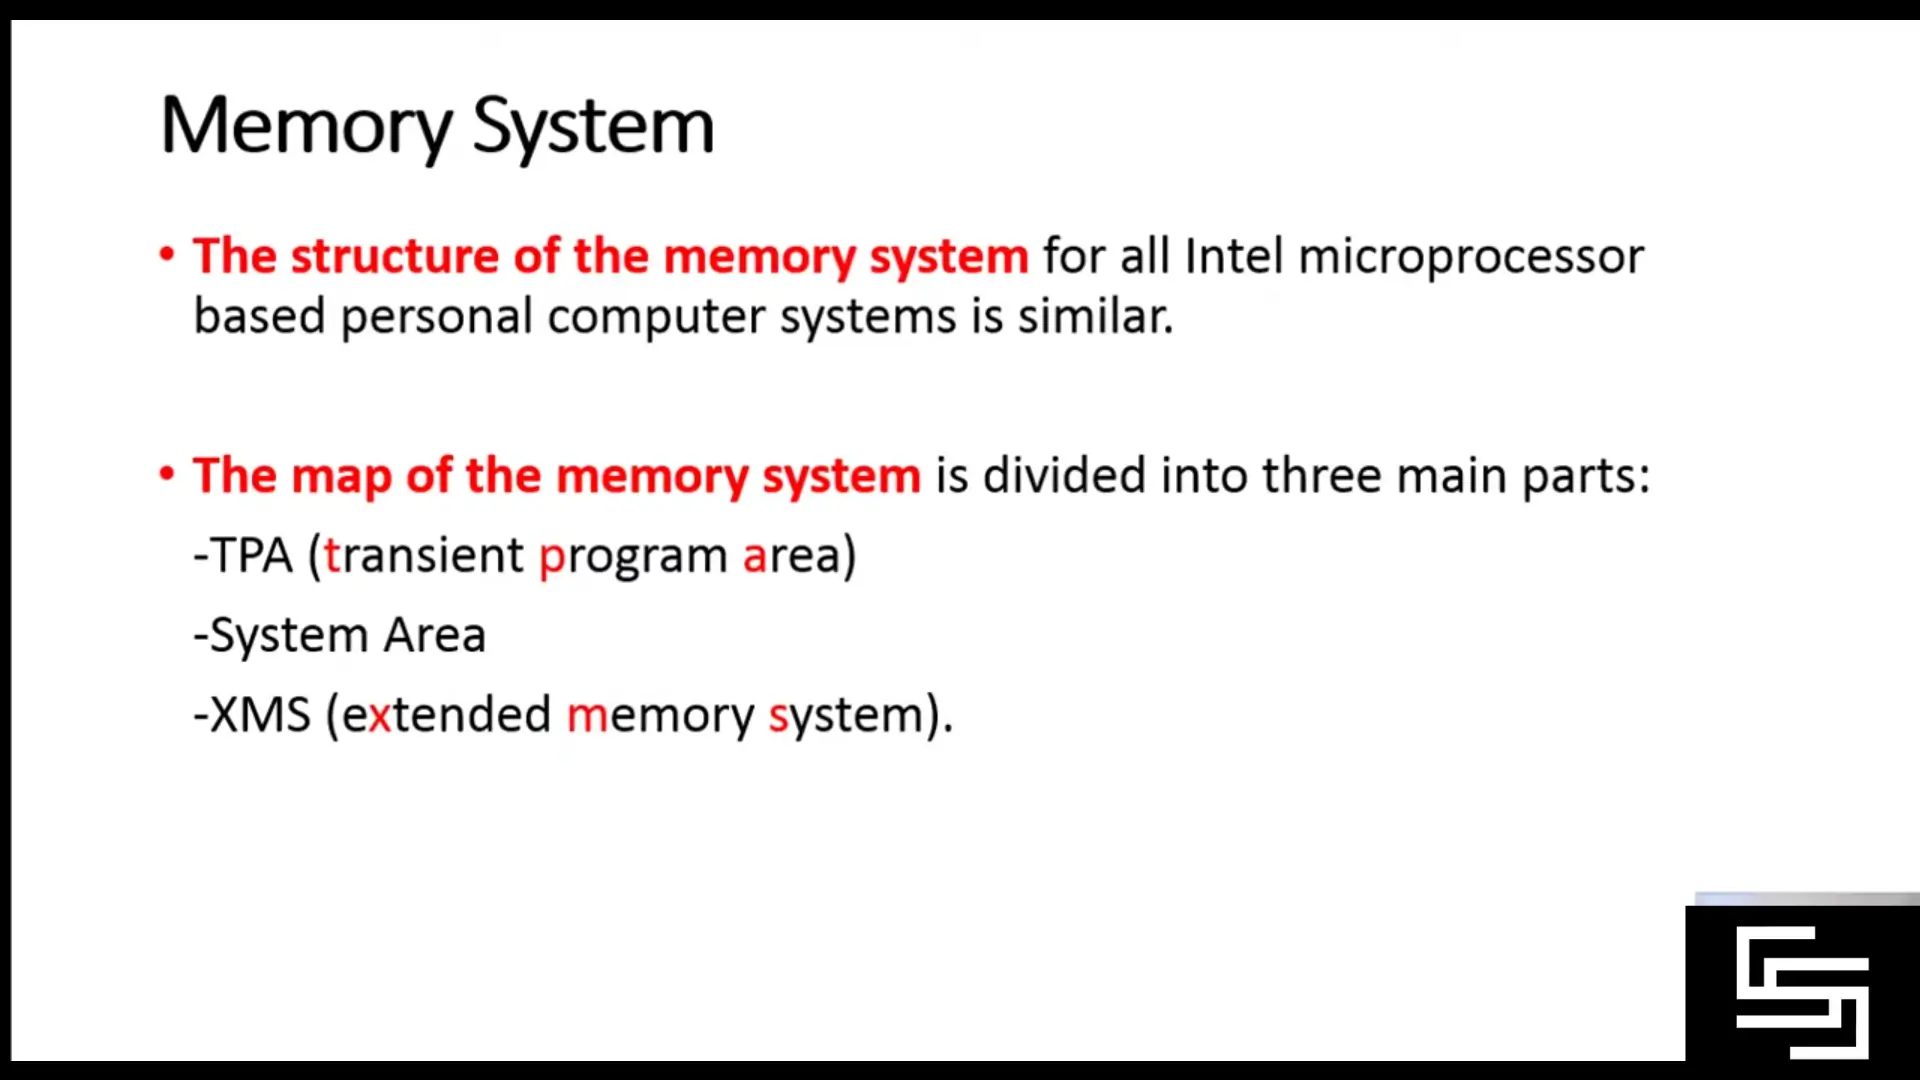 Memory System
• The structure of the memory system for all Intel microprocessor
based personal computer systems is similar.
• The map of the memory system is divided into three main parts:
-TPA (transient program area)
-System Area
-XMS (extended memory system).